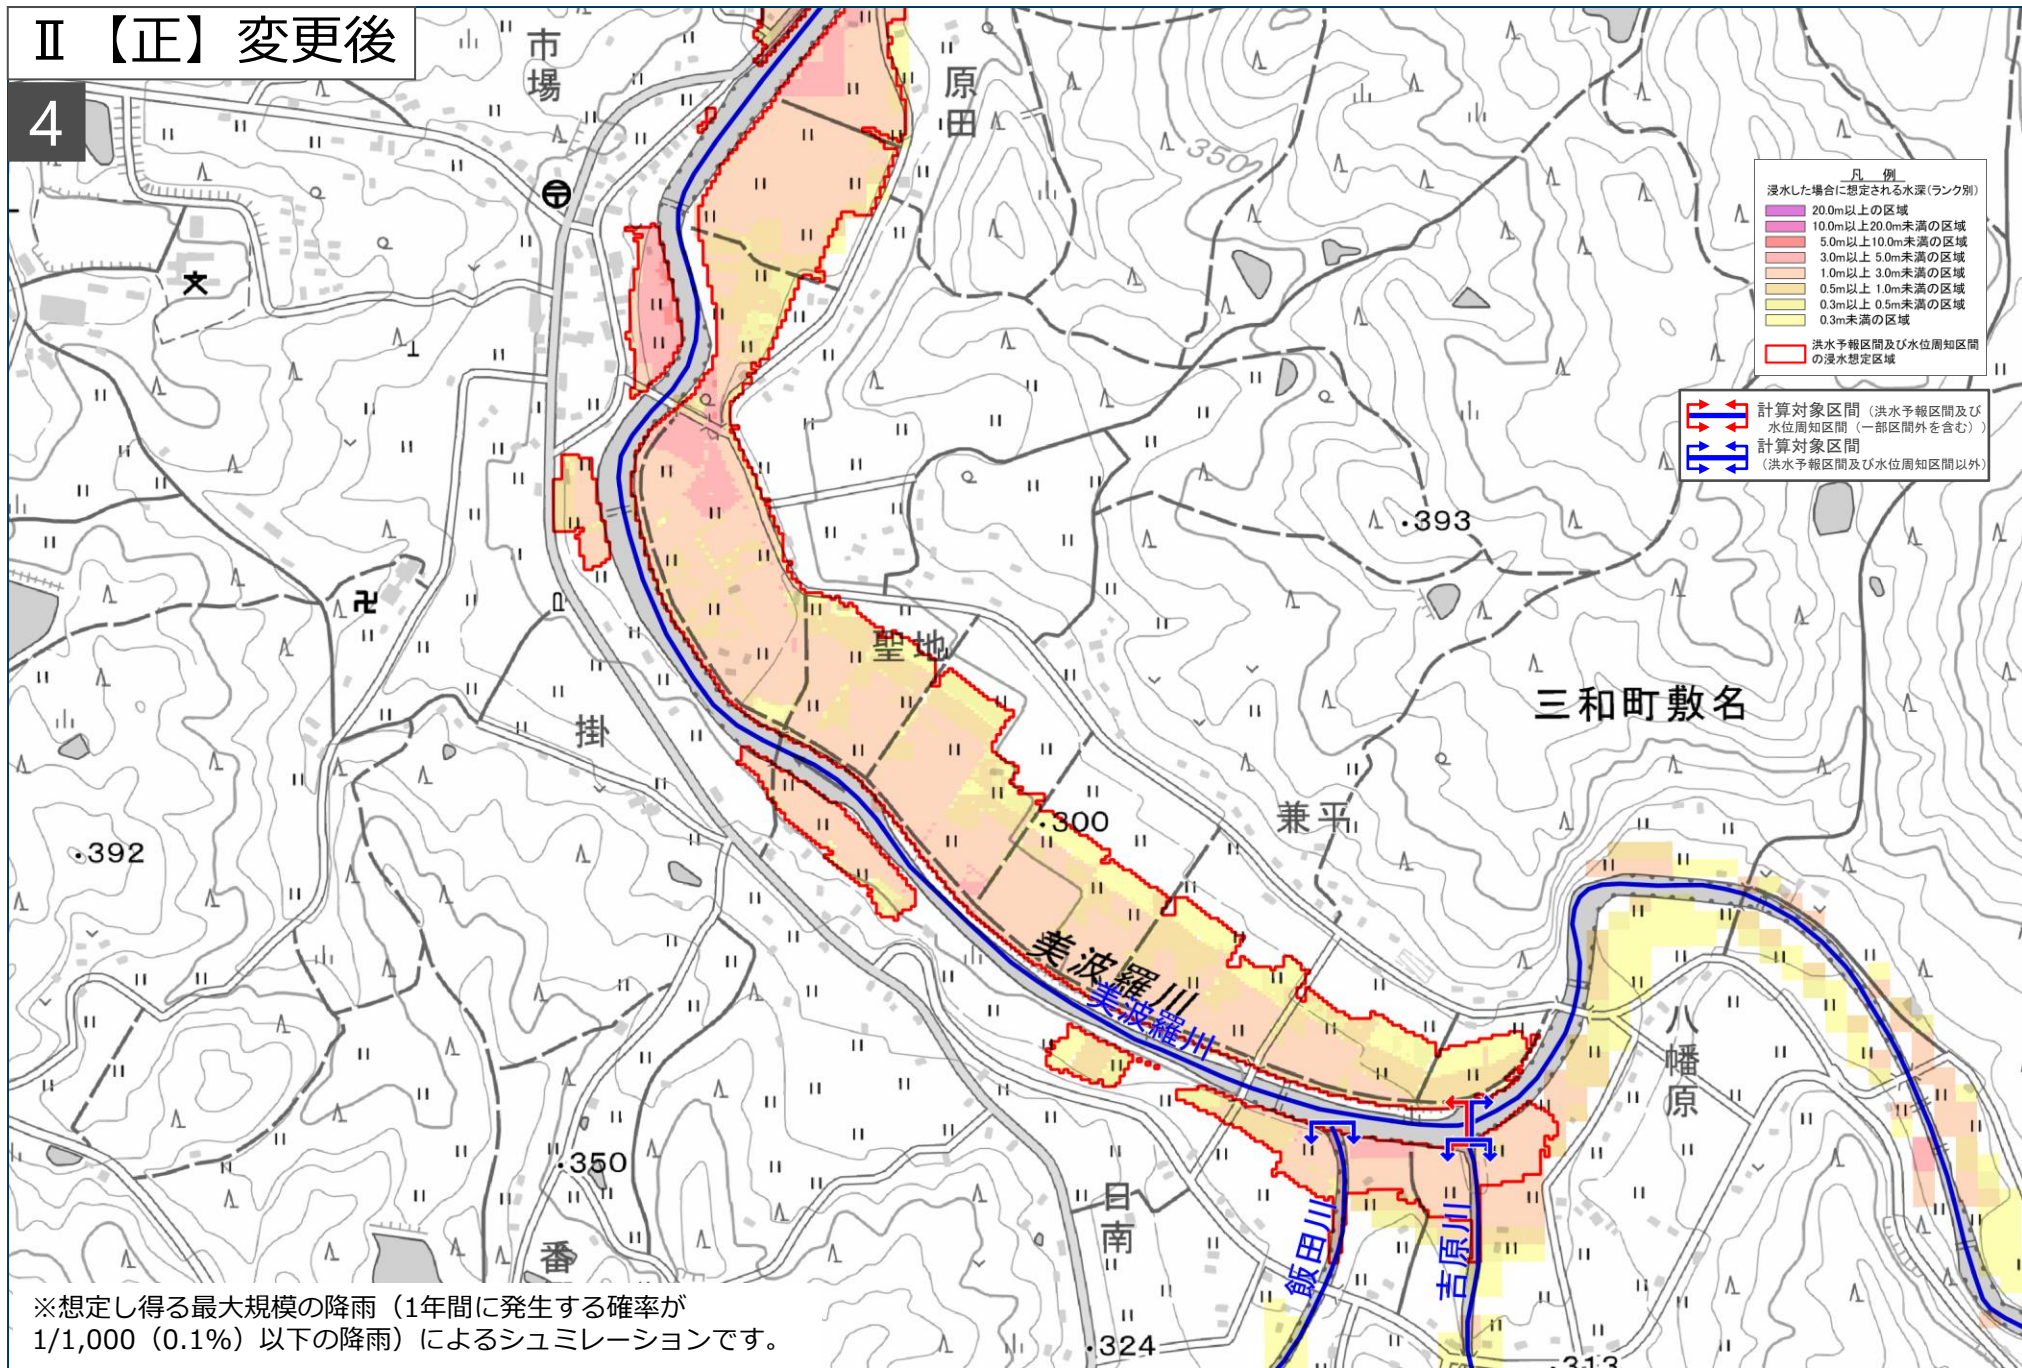 Ⅱ【正】変更後
4
市場
原田
350
凡 例
浸水した場合に想定される水深(ランク別)
20.0m以上の区域
10.0m以上20.0m未満の区域
5.0m以上10.0m未満の区域
3.0m以上 5.0m未満の区域
1.0m以上 3.0m未満の区域
0.5m以上 1.0m未満の区域
0.3m以上 0.5m未満の区域
0.3m未満の区域
洪水予報区間及び水位周知区間
の浸水想定区域
計算対象区間(洪水予報区間及び
水位周知区間(一部区間外を含む))
計算対象区間
(洪水予報区間及び水位周知区間以外)
・393
聖地
三和町敷名
掛
・300
兼平
・392
美波羅川
美波羅川
八幡原
・350
日南
飯田川
吉原川
番
・324
・313
※想定し得る最大規模の降雨(1年間に発生する確率が
1/1,000(0.1%)以下の降雨)によるシュミレーションです。